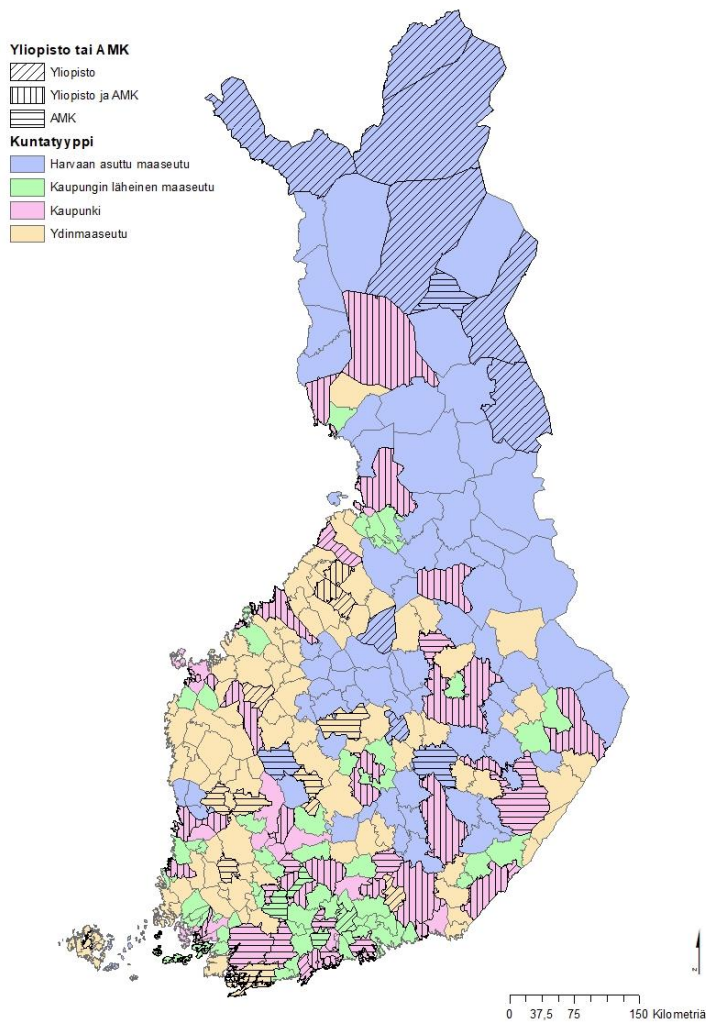 Yliopisto tai AMK
Yliopisto
Yliopisto ja AMK
AMK
Kuntatyyppi
Harvaan asuttu maaseutu
Kaupungin läheinen maaseutu
Kaupunki
Ydinmaaseutu
z
0 37,5 75 150 Kilometriä